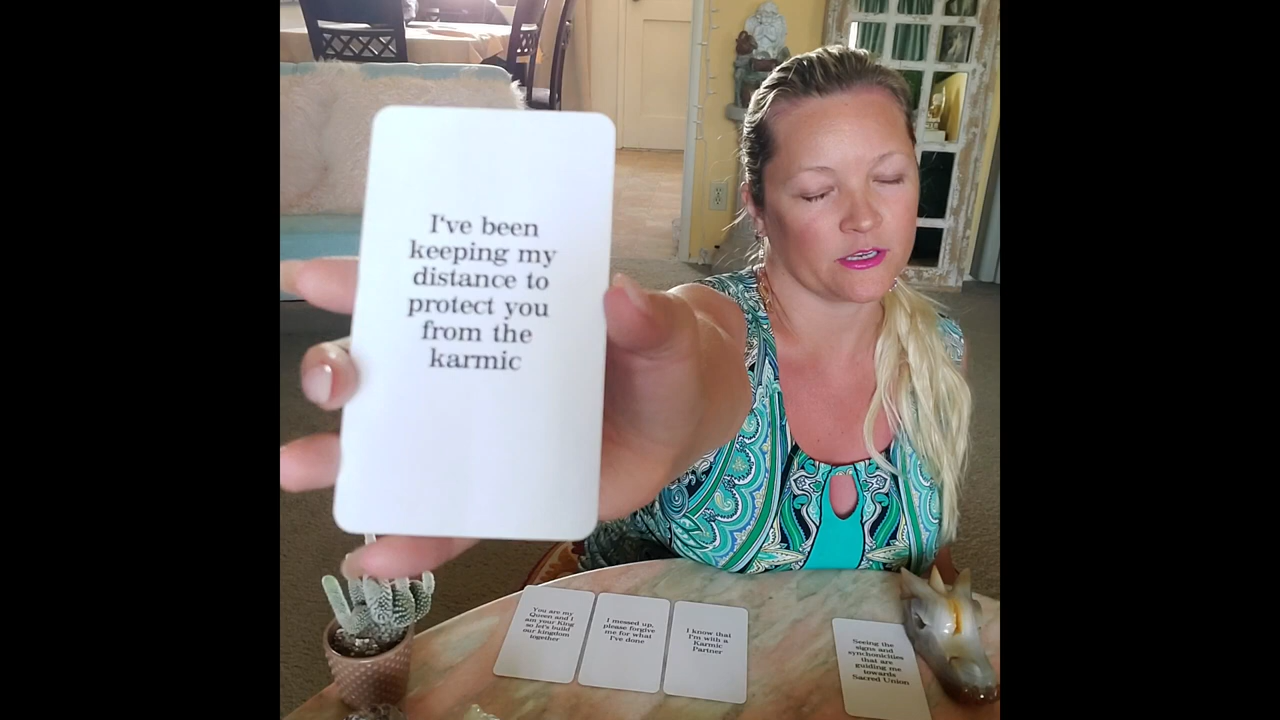 I've been
keeping my
distance to
protect you
from the
karmic
You are my
Queen and I
am your King
so let's build
our kingdom
together
I messed up,
please forgive
me for what
I've done
I know that
I'm with a
Karmic
Partner
Seeing the
signs and
synchonicities
that are
guiding me
towards
Sacred Union